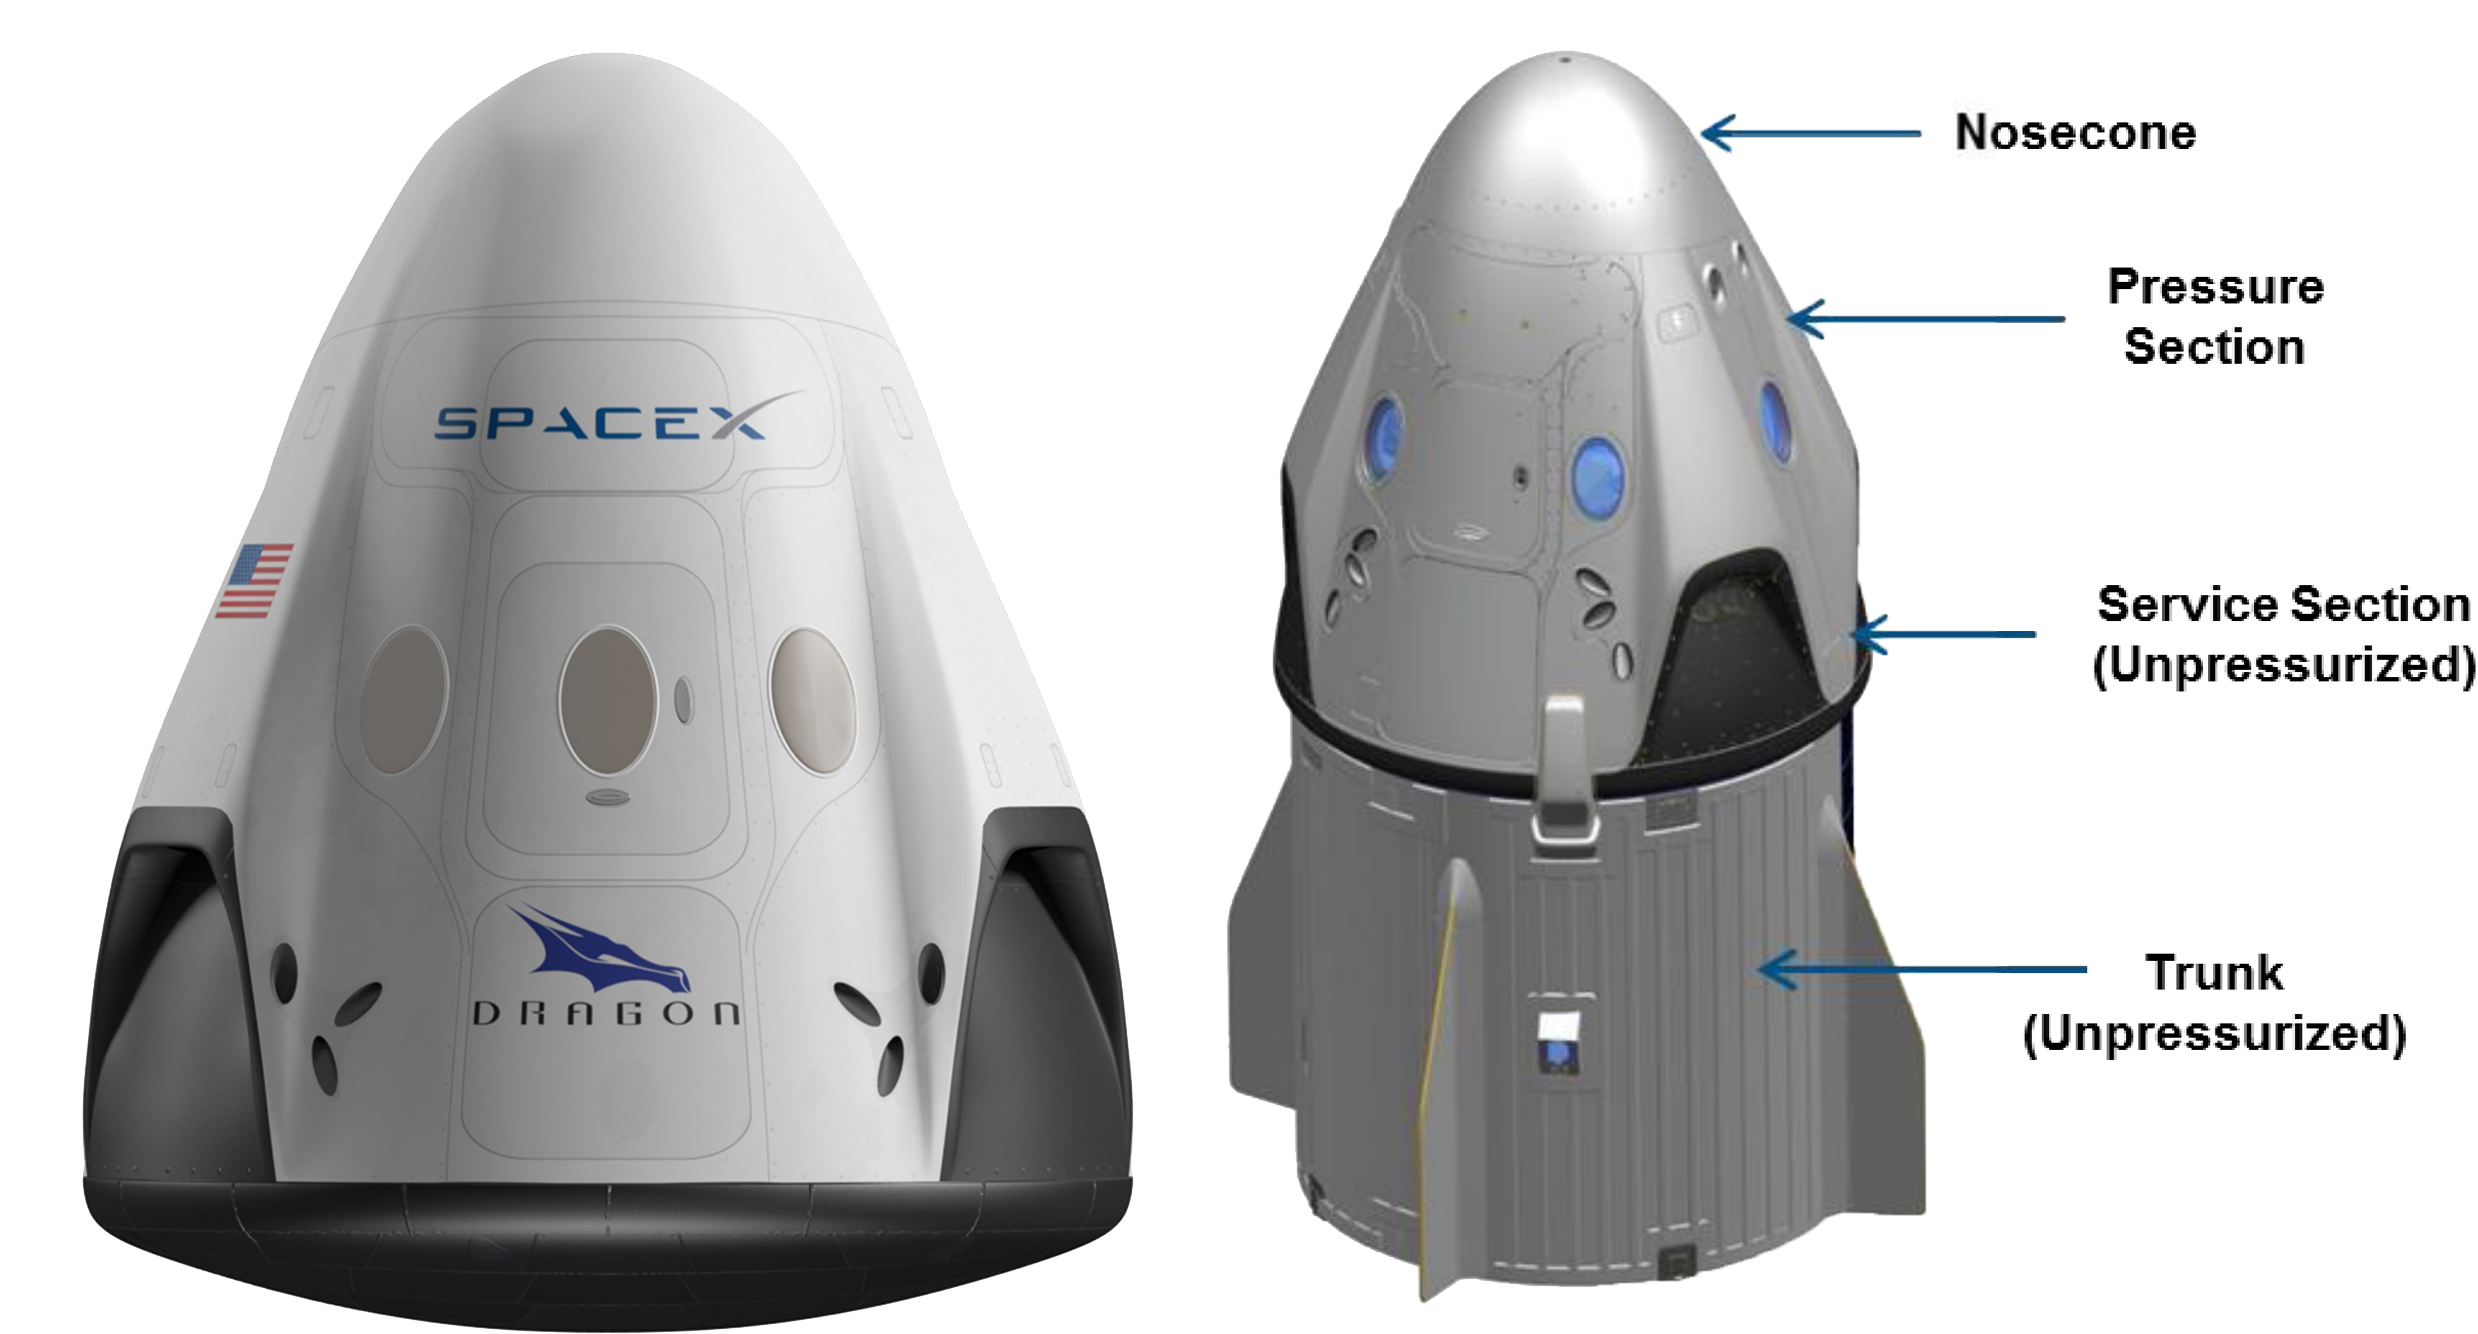 SPACEX
DRAGON
Nosecone
Pressure
Section
Service Section
(Unpressurized)
Trunk
(Unpressurized)